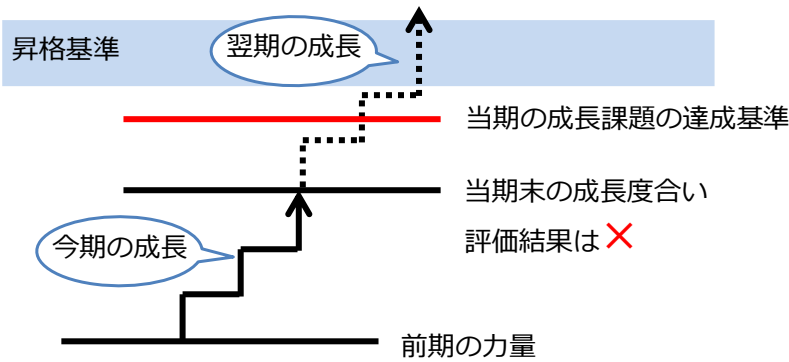 昇格基準
翌期の成長
当期の成長課題の達成基準
当期末の成長度合い
評価結果は×
今期の成長
前期の力量